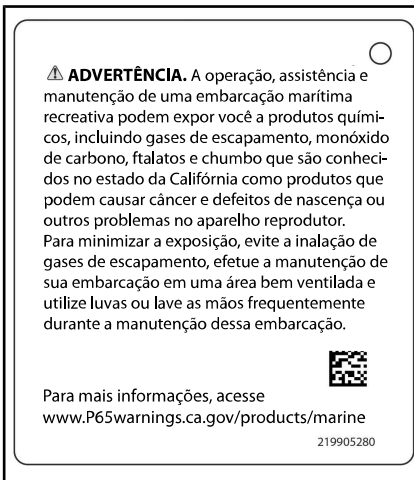 ⚠ ADVERTÊNCIA. A operação, assistência e
manutenção de uma embarcação marítima
recreativa podem expor você a produtos quími-
cos, incluindo gases de escapamento, monóxido
de carbono, ftalatos e chumbo que são conheci-
dos no estado da Califórnia como produtos que
podem causar câncer e defeitos de nascença ou
outros problemas no aparelho reprodutor.
Para minimizar a exposição, evite a inalação de
gases de escapamento, efetue a manutenção de
sua embarcação em uma área bem ventilada e
utilize luvas ou lave as mãos frequentemente
durante a manutenção dessa embarcação.
Para mais informações, acesse
www.P65warnings.ca.gov/products/marine
219905280